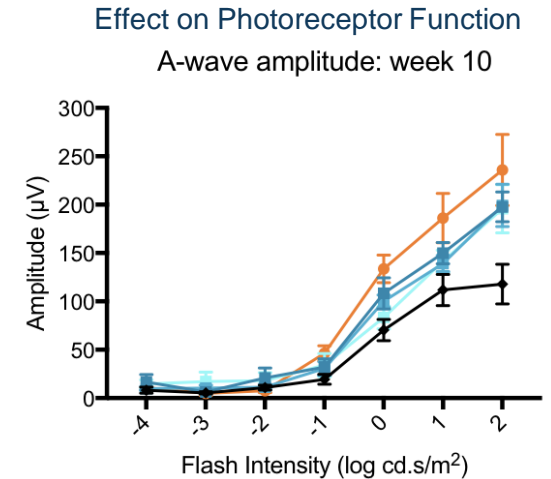 Effect on Photoreceptor Function
A-wave amplitude: week 10
300
250
200
150
100
50
0
Amplitude (µV)
-4 -3 -2 -1 0 1 2
Flash Intensity (log cd.s/m²)